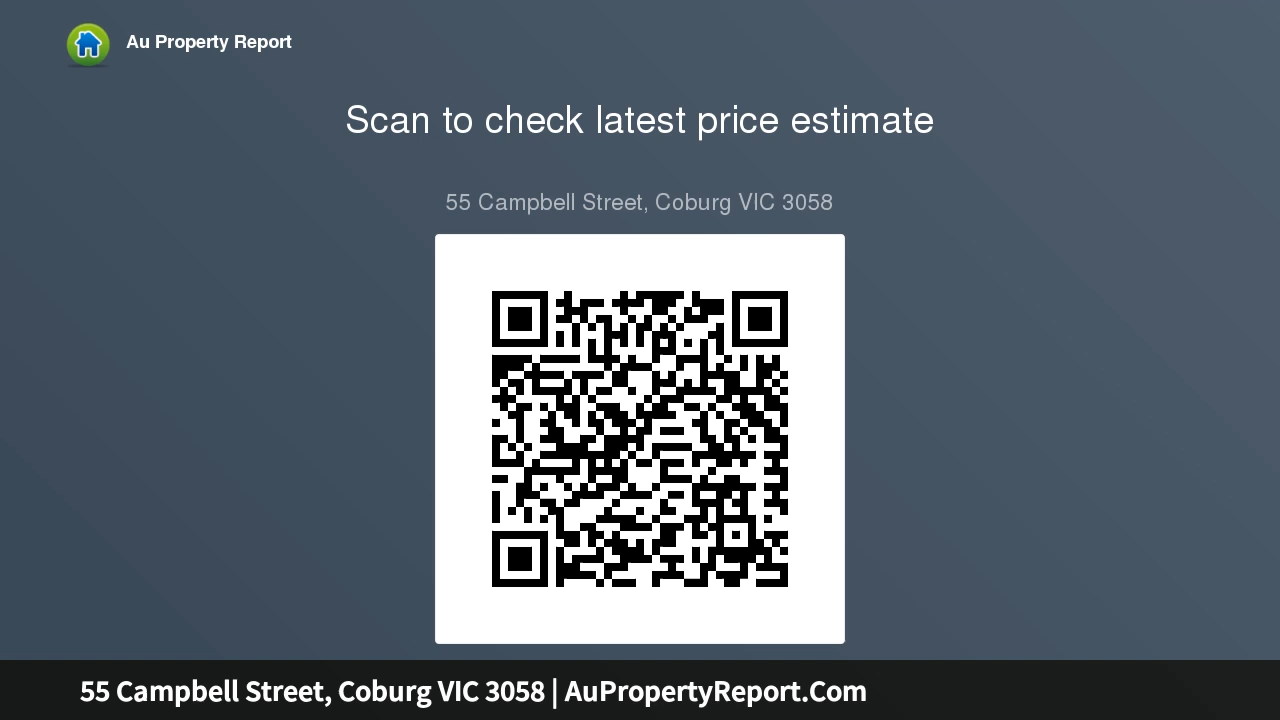 Au Property Report
Scan to check latest price estimate
55 Campbell Street, Coburg VIC 3058
55 Campbell Street, Coburg VIC 3058 | AuPropertyReport.Com